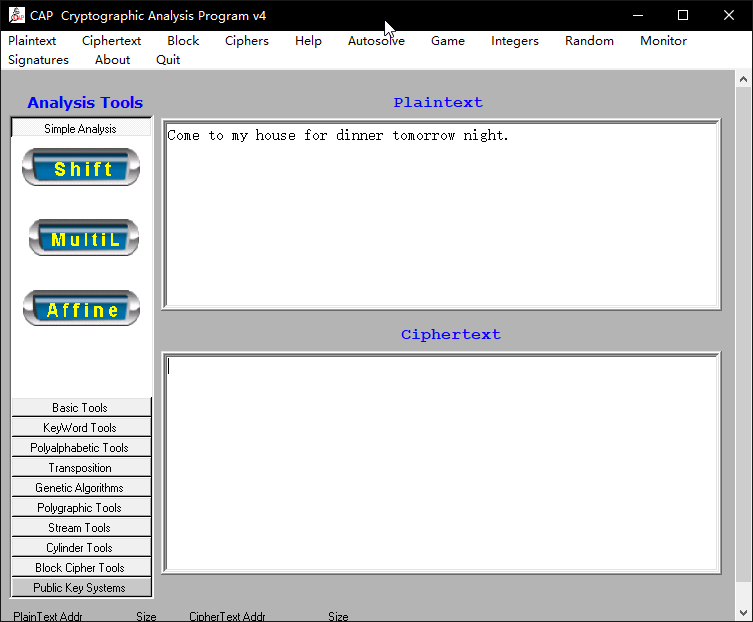 CAP Cryptographic Analysis Program v4
Plaintext Ciphertext Block Ciphers Help Autosolve Game Integers Random Monitor
Signatures About Quit
Analysis Tools
Simple Analysis
Shift
MultiL
Affine
Basic Tools
KeyWord Tools
Polyalphabetic Tools
Transposition
Genetic Algorithms
Polygraphic Tools
Stream Tools
Cylinder Tools
Block Cipher Tools
Public Key Systems
Plaintext
Come to my house for dinner tomorrow night.
Ciphertext
PlainText Addr Size CipherText Addr Size